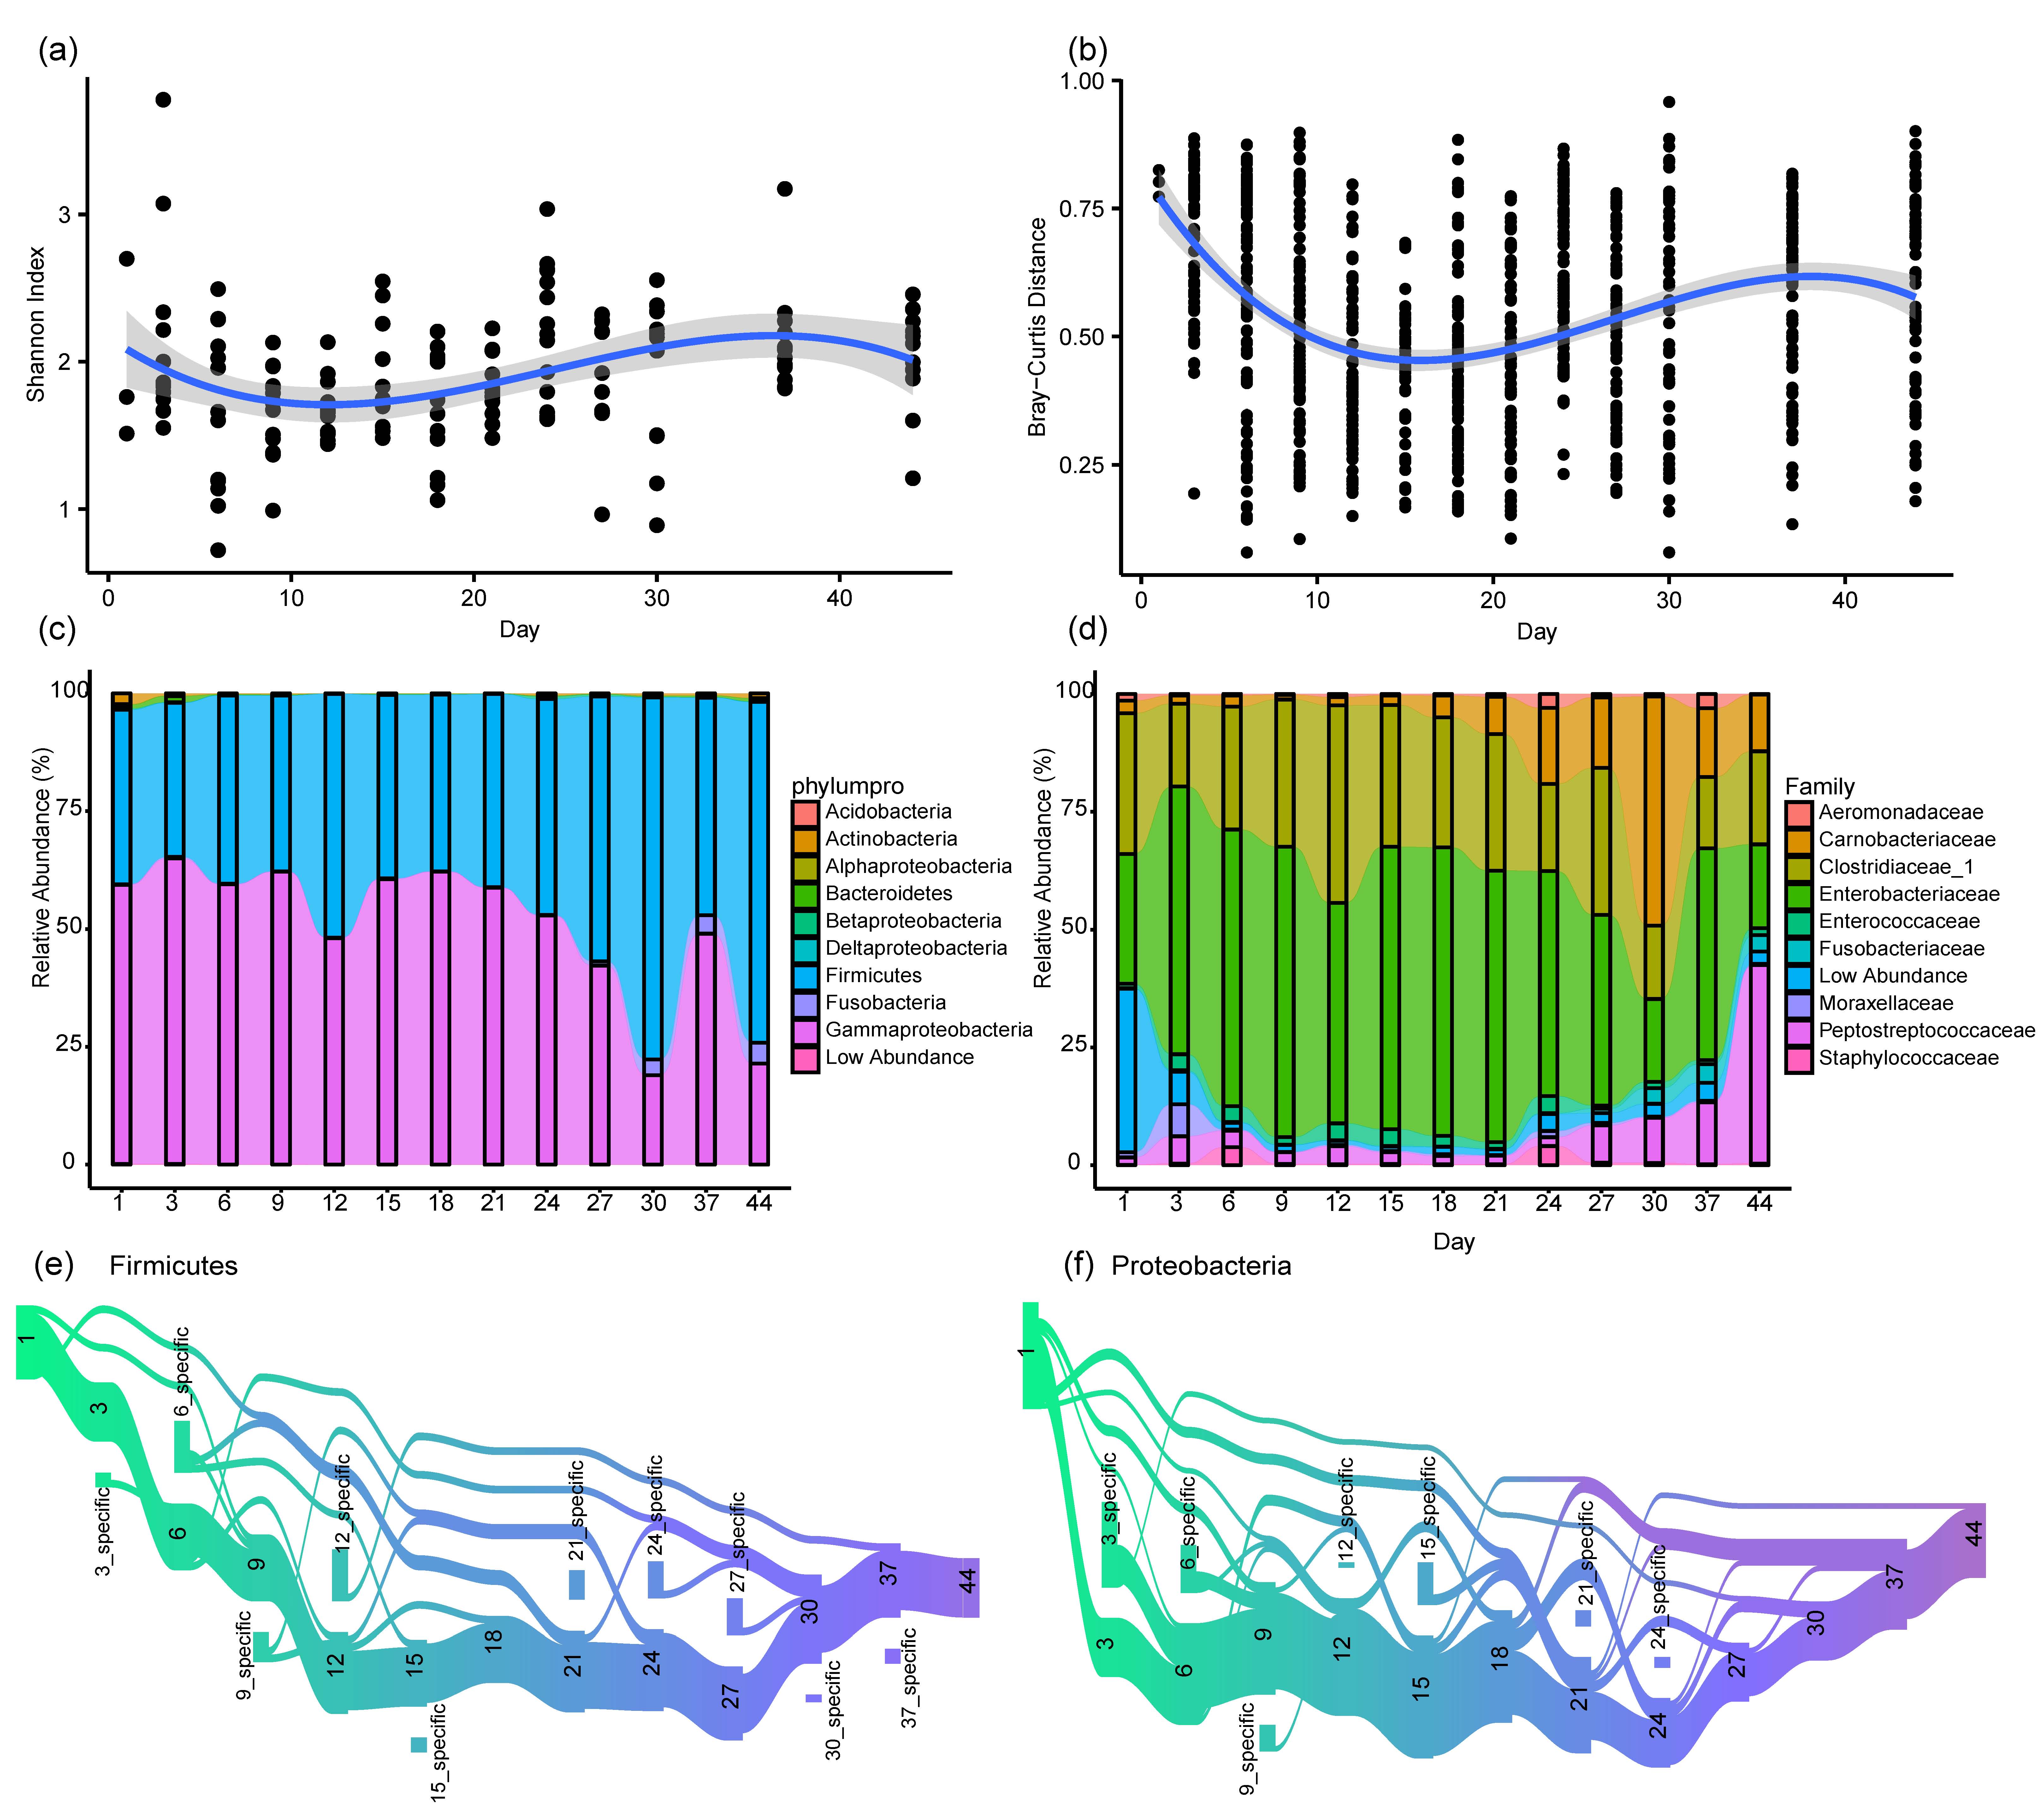 (a)
3
2
1
Shannon Index
0
10
20
30
40
Day
(b)
1.00
0.75
0.50
0.25
Bray−Curtis Distance
0
10
20
30
40
Day
(c)
100
75
50
25
0
Relative Abundance (%)
1 3 6 9 12 15 18 21 24 27 30 37 44
phylumpro
Acidobacteria
Actinobacteria
Alphaproteobacteria
Bacteroidetes
Betaproteobacteria
Deltaproteobacteria
Firmicutes
Fusobacteria
Gammaproteobacteria
Low Abundance
(d)
100
75
50
25
0
Relative Abundance (%)
1 3 6 9 12 15 18 21 24 27 30 37 44
Day
Family
Aeromonadaceae
Carnobacteriaceae
Clostridiaceae_1
Enterobacteriaceae
Enterococcaceae
Fusobacteriaceae
Low Abundance
Moraxellaceae
Peptostreptococcaceae
Staphylococcaceae
(e) Firmicutes
1
3
3_specific
6_specific
6
9
9_specific
12_specific
12
15
15_specific
18
21_specific
21
24_specific
24
27_specific
27
30
30_specific
37
37_specific
44
(f) Proteobacteria
1
3_specific
3
6_specific
6
9
9_specific
12_specific
12
15_specific
15
18
21_specific
21
24_specific
24
27
30
37
44